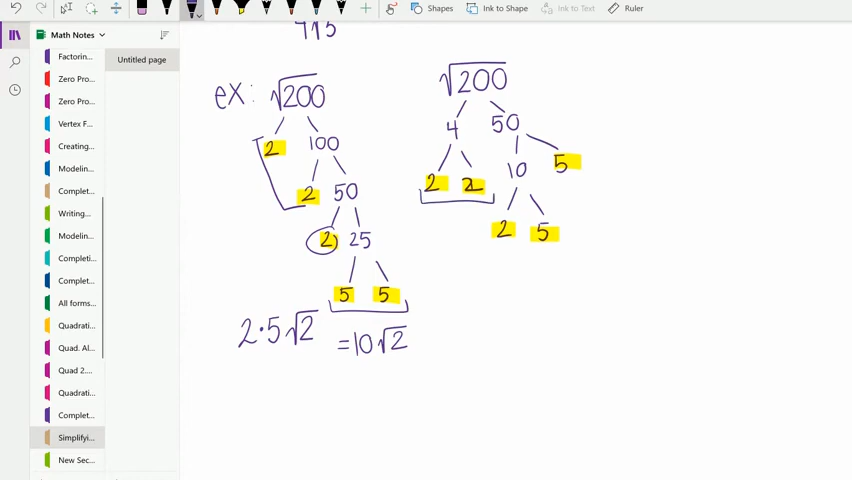 Shapes
Ink to Shape
Ink to Text
Ruler
Math Notes
Untitled page
Factorin...
Zero Pro...
Zero Pro...
Vertex F...
Creating...
Modelin...
Complet...
Writing...
Modelin...
Completi...
Complet...
All forms...
Quadrati...
Quad. Al...
Quad 2....
Quadrati...
Complet...
Simplifyi...
New Sec...
ex: √200
2 100
2 50
2 25
5 5
2·5√2 =10√2
√200
4 50
2 2 10 5
2 5